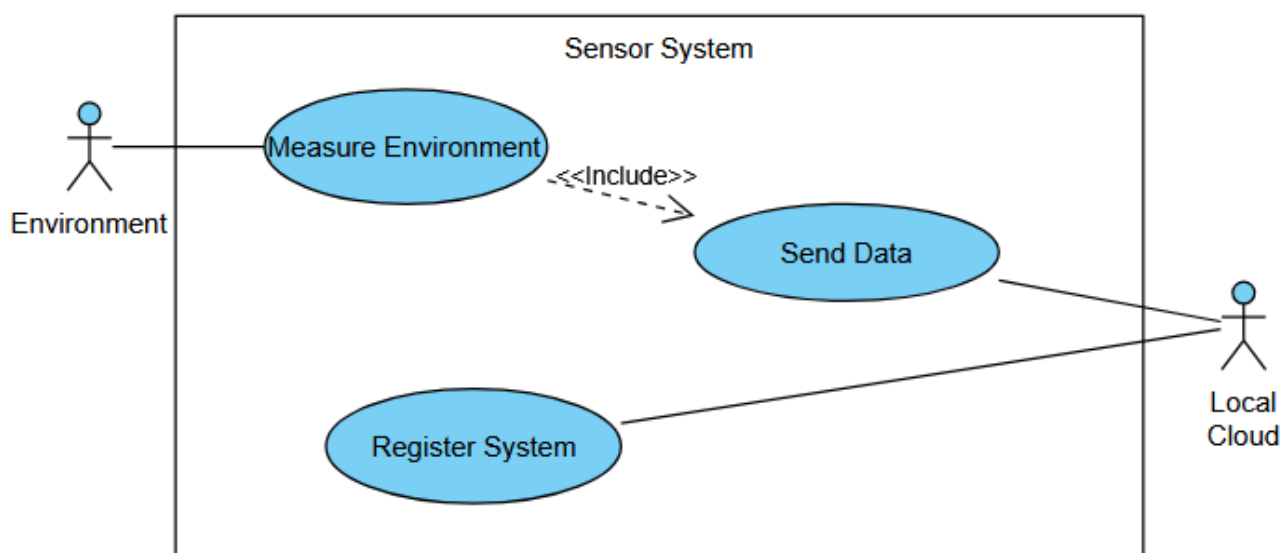 Sensor System
Measure Environment
<<Include>>
Environment
Send Data
Local
Cloud
Register System